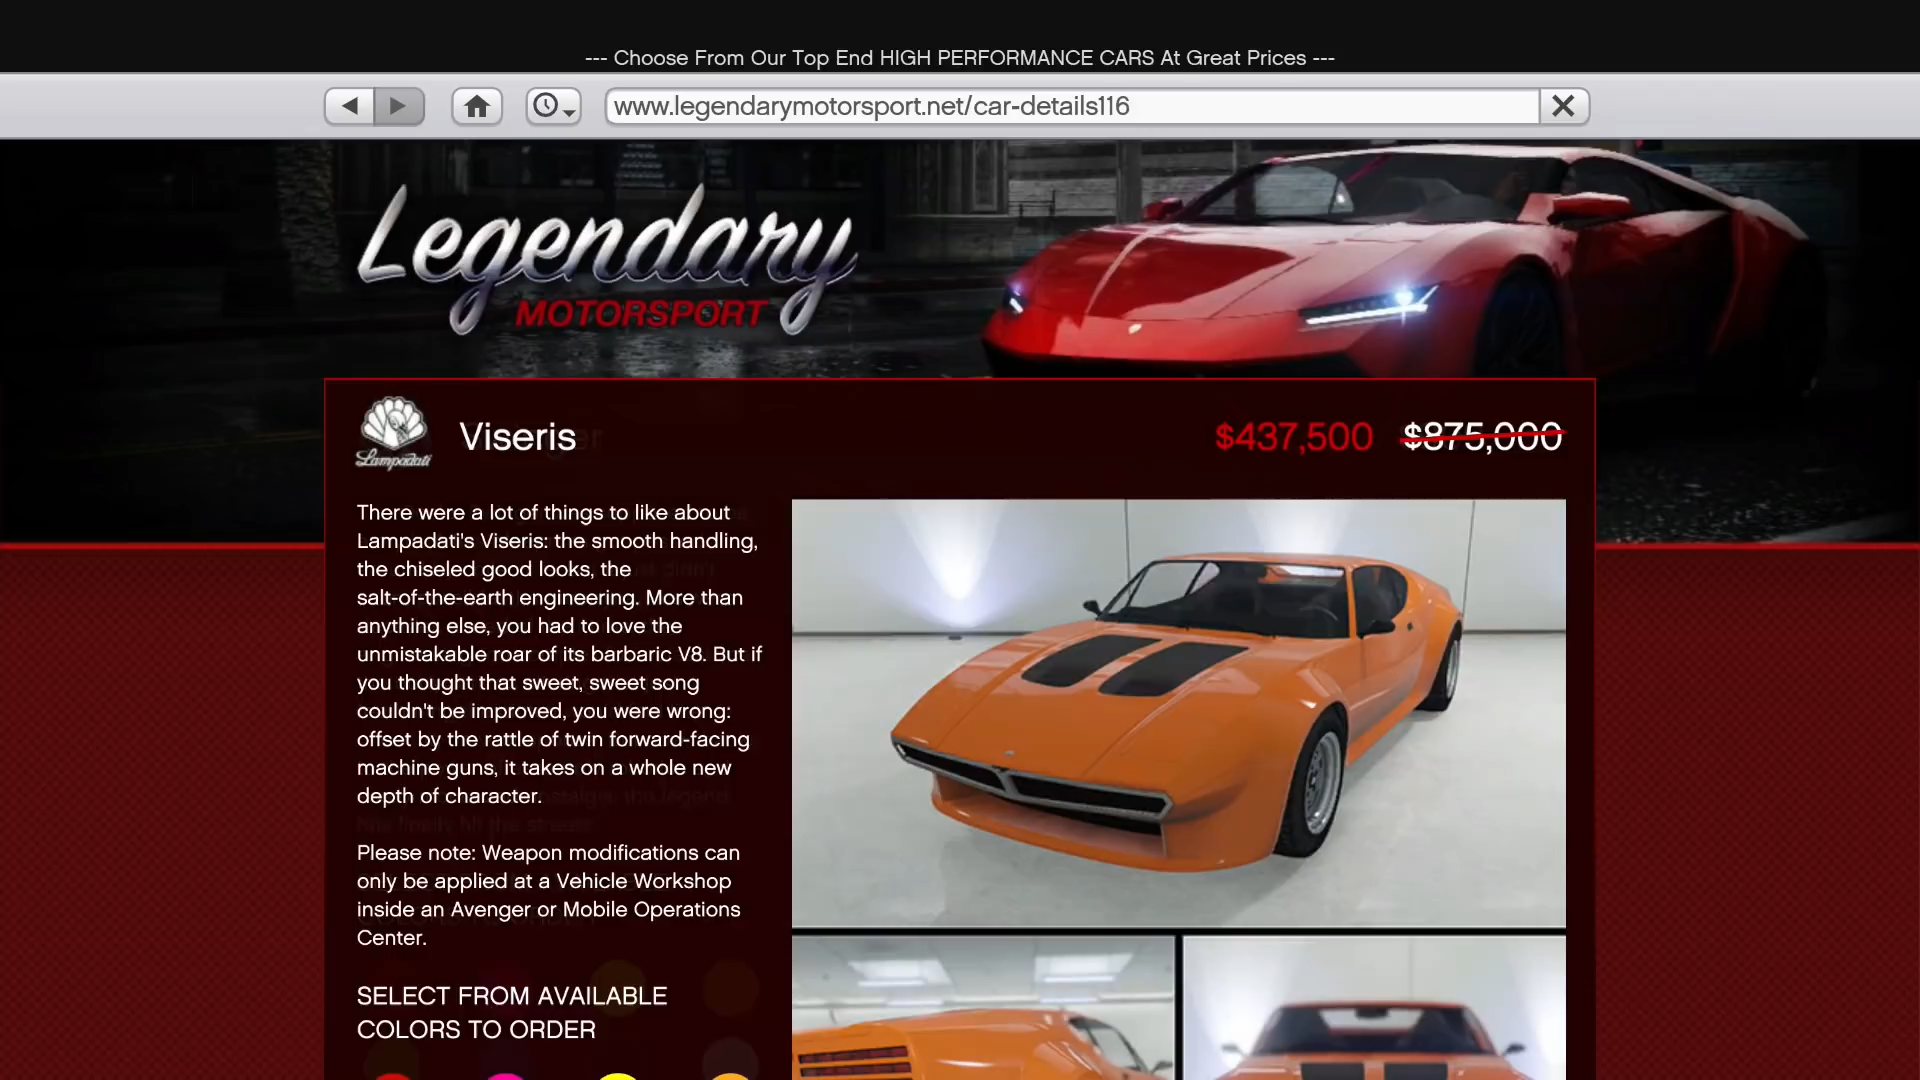 --- Choose From Our Top End HIGH PERFORMANCE CARS At Great Prices ---
www.legendarymotorsport.net/car-details116
Legendary
MOTORSPORT
Lampadati
Viseris
$437,500 $875,000
There were a lot of things to like about
Lampadati's Viseris: the smooth handling,
the chiseled good looks, the
salt-of-the-earth engineering. More than
anything else, you had to love the
unmistakable roar of its barbaric V8. But if
you thought that sweet, sweet song
couldn't be improved, you were wrong:
offset by the rattle of twin forward-facing
machine guns, it takes on a whole new
depth of character.
Please note: Weapon modifications can
only be applied at a Vehicle Workshop
inside an Avenger or Mobile Operations
Center.
SELECT FROM AVAILABLE
COLORS TO ORDER